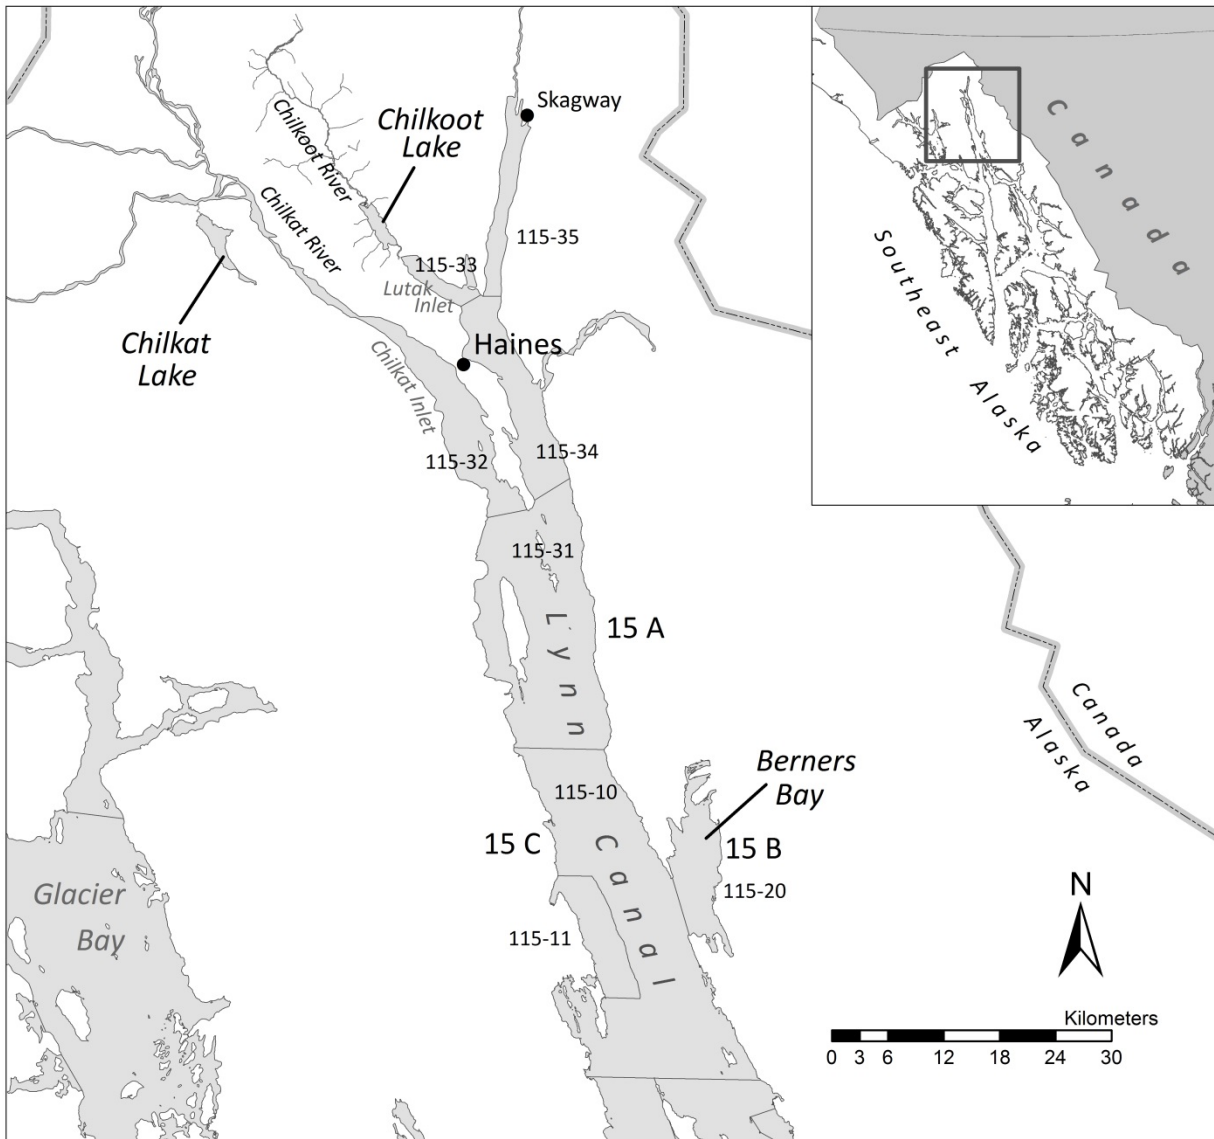 Skagway
Chilkoot
Lake
Chilkoot River
Chilkat River
115-35
115-33
Lutak
Inlet
Chilkat
Lake
Haines
Chilkat Inlet
115-32
115-34
115-31
Lynn
15 A
Canada
Southeast Alaska
Canada
Alaska
Berners
Bay
115-10
15 C
Canal
15 B
115-20
115-11
Glacier
Bay
N
Kilometers
0 3 6 12 18 24 30